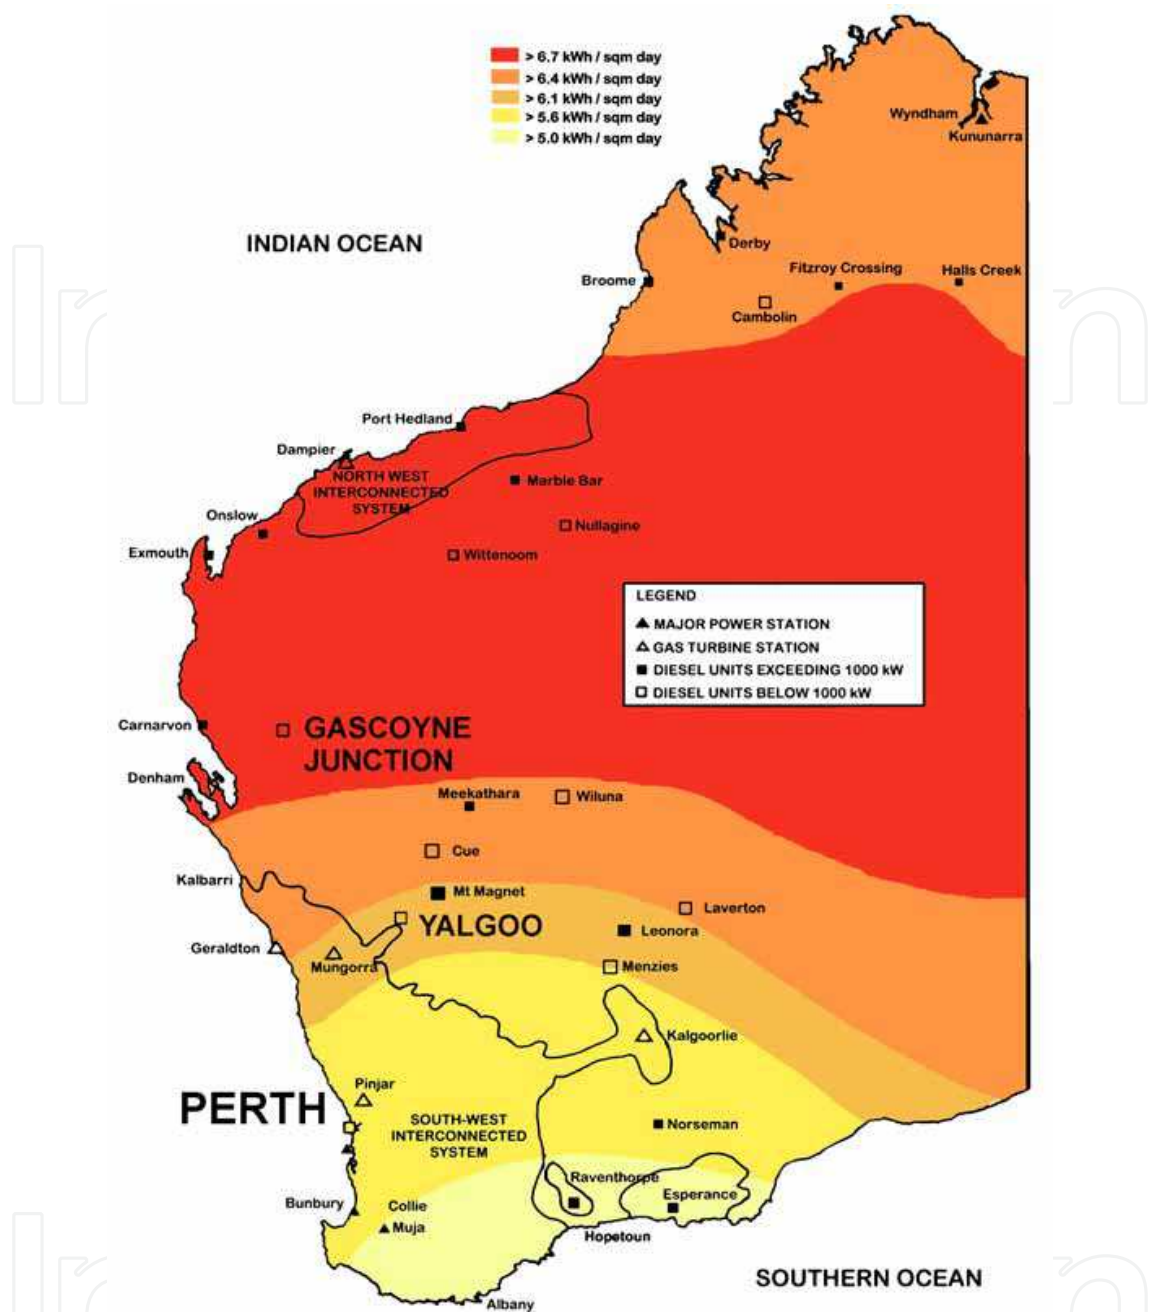 > 6.7 kWh / sqm day
> 6.4 kWh / sqm day
> 6.1 kWh / sqm day
> 5.6 kWh / sqm day
> 5.0 kWh / sqm day
Wyndham
Kununarra
INDIAN OCEAN
Derby
Fitzroy Crossing
Halls Creek
Broome
Cambolin
Port Hedland
Dampier
NORTH WEST
INTERCONNECTED
SYSTEM
Marble Bar
Onslow
Nullagine
Exmouth
Wittenoom
LEGEND
MAJOR POWER STATION
GAS TURBINE STATION
DIESEL UNITS EXCEEDING 1000 kW
DIESEL UNITS BELOW 1000 kW
Carnarvon
GASCOYNE
JUNCTION
Denham
Meekathara
Wiluna
Cue
Kalbarri
Mt Magnet
Laverton
YALGOO
Leonora
Geraldton
Mungorra
Menzies
Kalgoorlie
Pinjar
PERTH
SOUTH-WEST
INTERCONNECTED
SYSTEM
Norseman
Raventhorpe
Esperance
Bunbury
Collie
Muja
Hopetoun
SOUTHERN OCEAN
Albany